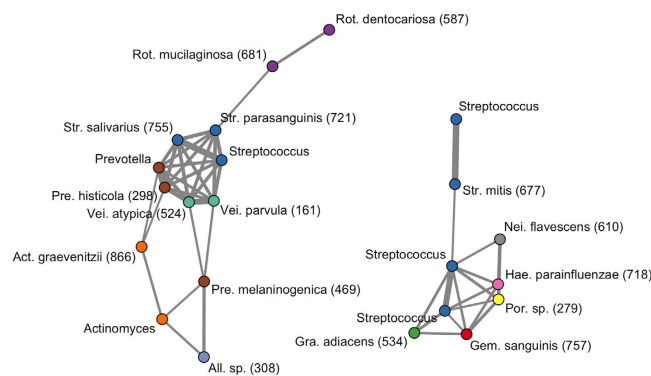 Rot. dentocariosa (587)
Rot. mucilaginosa (681)
Str. parasanguinis (721)
Str. salivarius (755)
Streptococcus
Prevotella
Pre. histicola (298)
Vei. atypica (524)
Vei. parvula (161)
Act. graevenitzii (866)
Pre. melaninogenica (469)
Actinomyces
All. sp. (308)
Streptococcus
Str. mitis (677)
Nei. flavescens (610)
Streptococcus
Hae. parainfluenzae (718)
Por. sp. (279)
Streptococcus
Gra. adiacens (534)
Gem. sanguinis (757)